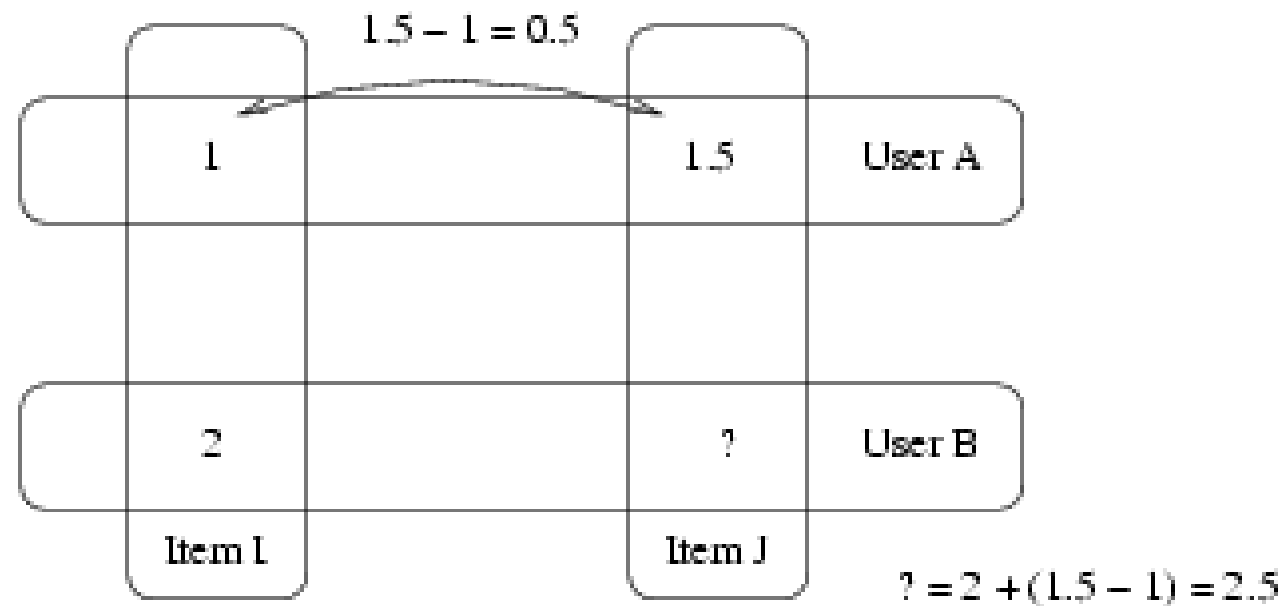 1.5 – 1 = 0.5
1 1.5 User A
2 ? User B
Item I Item J
? = 2 + (1.5 – 1) = 2.5